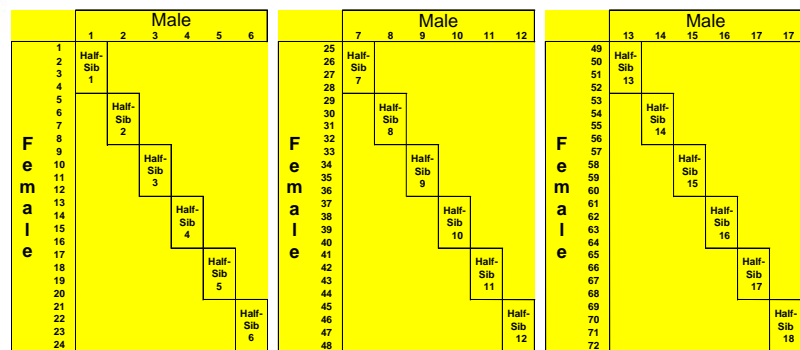 Male
1 2 3 4 5 6
Female
1
2
3
4
5
6
7
8
9
10
11
12
13
14
15
16
17
18
19
20
21
22
23
24
Half-
Sib
1
Half-
Sib
2
Half-
Sib
3
Half-
Sib
4
Half-
Sib
5
Half-
Sib
6
Male
7 8 9 10 11 12
Female
25
26
27
28
29
30
31
32
33
34
35
36
37
38
39
40
41
42
43
44
45
46
47
48
Half-
Sib
7
Half-
Sib
8
Half-
Sib
9
Half-
Sib
10
Half-
Sib
11
Half-
Sib
12
Male
13 14 15 16 17 17
Female
49
50
51
52
53
54
55
56
57
58
59
60
61
62
63
64
65
66
67
68
69
70
71
72
Half-
Sib
13
Half-
Sib
14
Half-
Sib
15
Half-
Sib
16
Half-
Sib
17
Half-
Sib
18